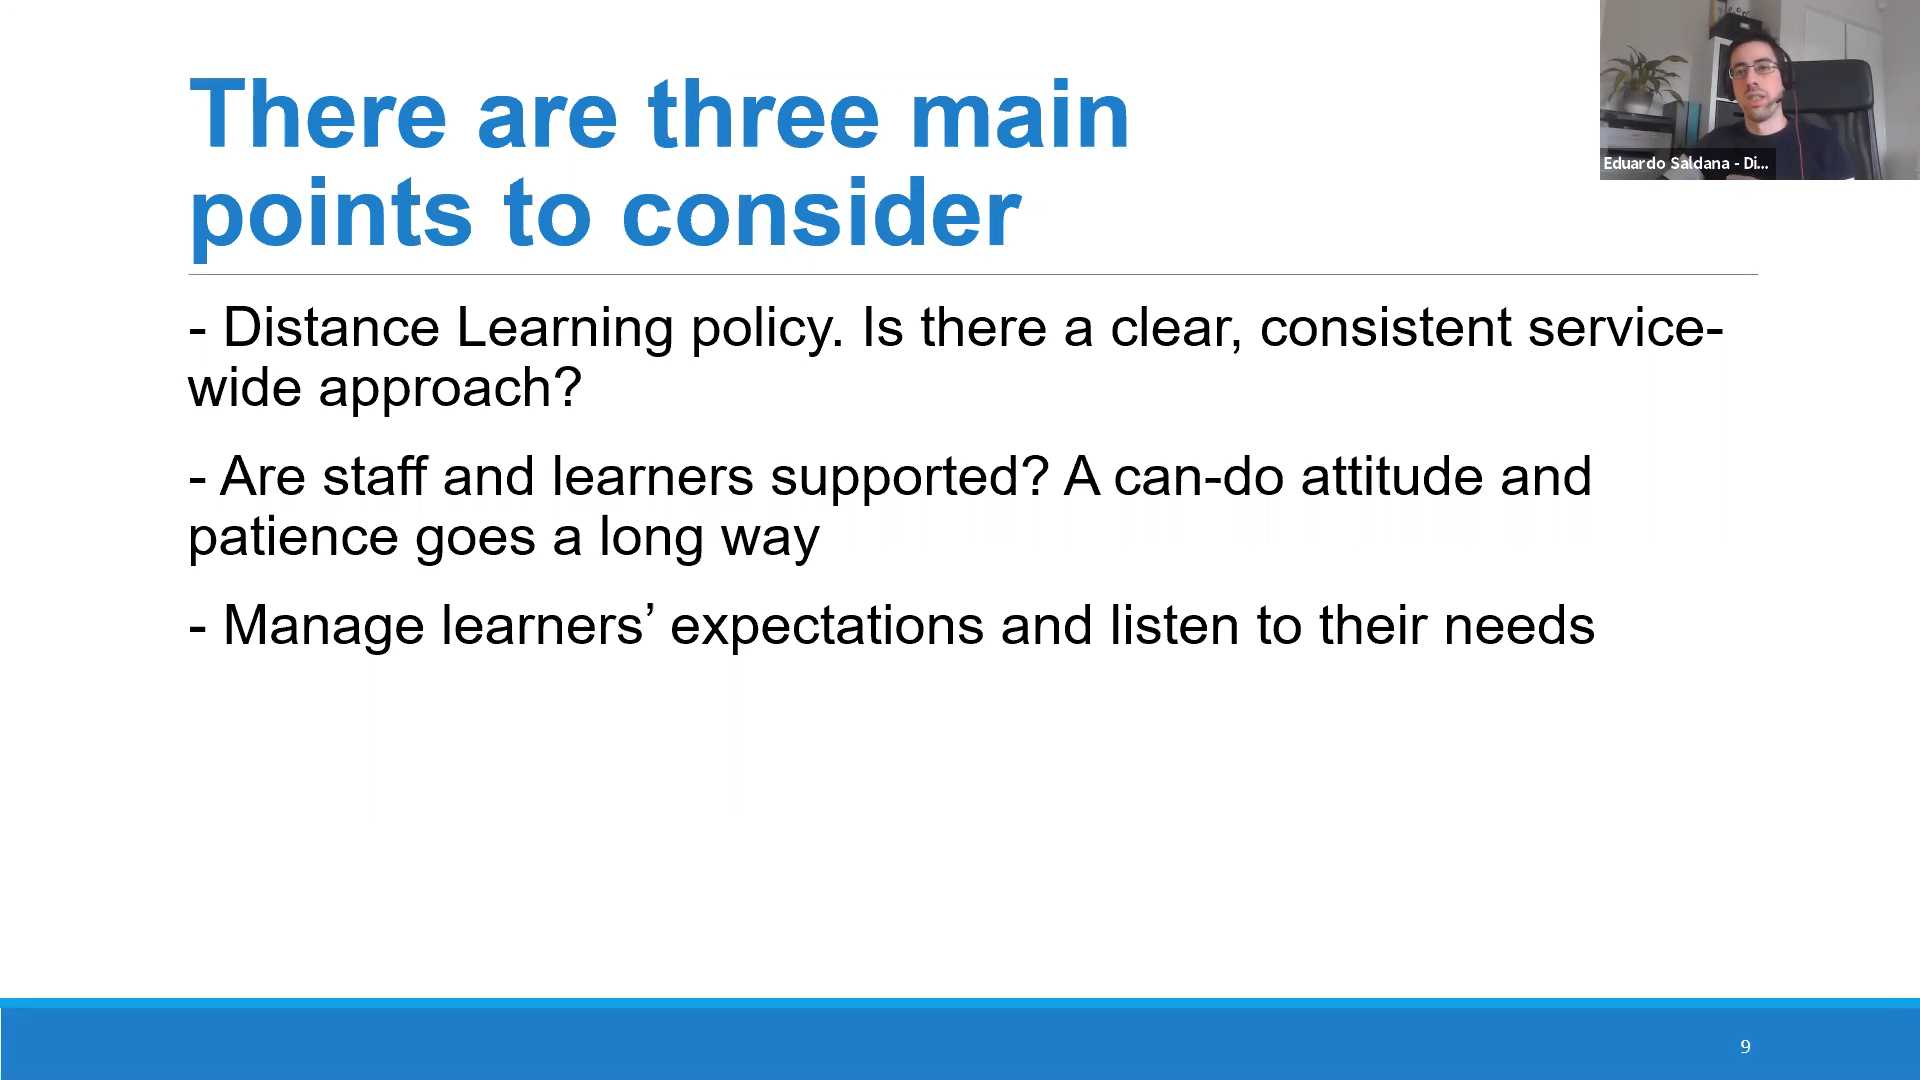 There are three main
points to consider
Eduardo Saldana - Di...
- Distance Learning policy. Is there a clear, consistent service-
wide approach?
- Are staff and learners supported? A can-do attitude and
patience goes a long way
- Manage learners’ expectations and listen to their needs
9